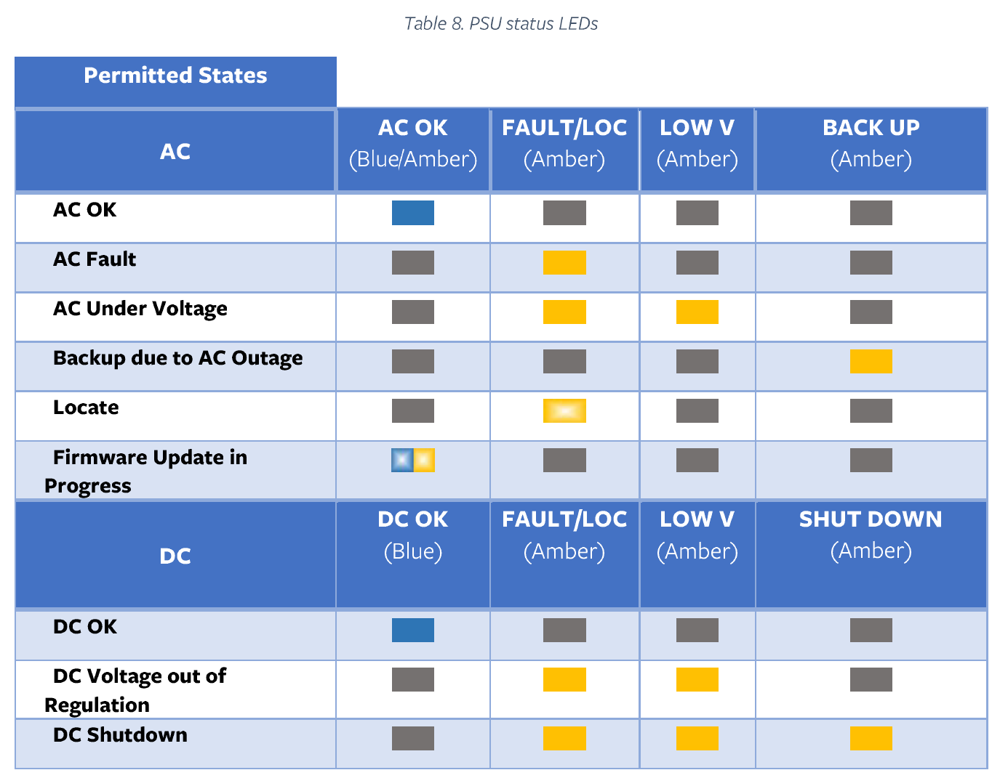 Table 8. PSU status LEDs
Permitted States
AC
AC OK
(Blue/Amber)
FAULT/LOC
(Amber)
LOW V
(Amber)
BACK UP
(Amber)
AC OK
AC Fault
AC Under Voltage
Backup due to AC Outage
Locate
Firmware Update in
Progress
DC
DC OK
(Blue)
FAULT/LOC
(Amber)
LOW V
(Amber)
SHUT DOWN
(Amber)
DC OK
DC Voltage out of
Regulation
DC Shutdown